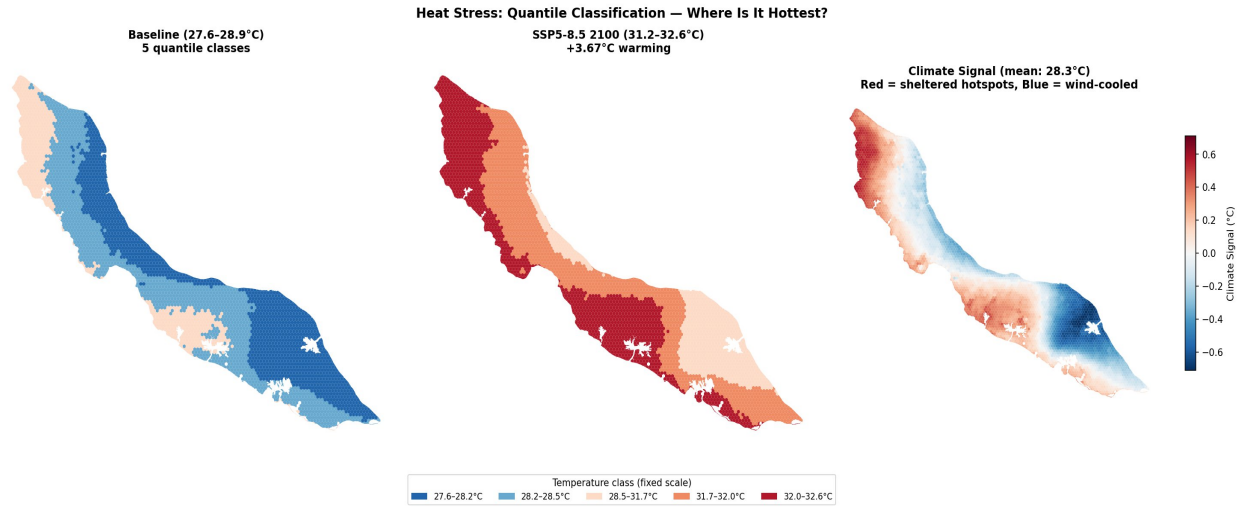 Heat Stress: Quantile Classification — Where Is It Hottest?
Baseline (27.6–28.9°C)
5 quantile classes
SSP5-8.5 2100 (31.2–32.6°C)
+3.67°C warming
Climate Signal (mean: 28.3°C)
Red = sheltered hotspots, Blue = wind-cooled
0.6
0.4
0.2
0.0
−0.2
−0.4
−0.6
Climate Signal (°C)
Temperature class (fixed scale)
27.6–28.2°C 28.2–28.5°C 28.5–31.7°C 31.7–32.0°C 32.0–32.6°C